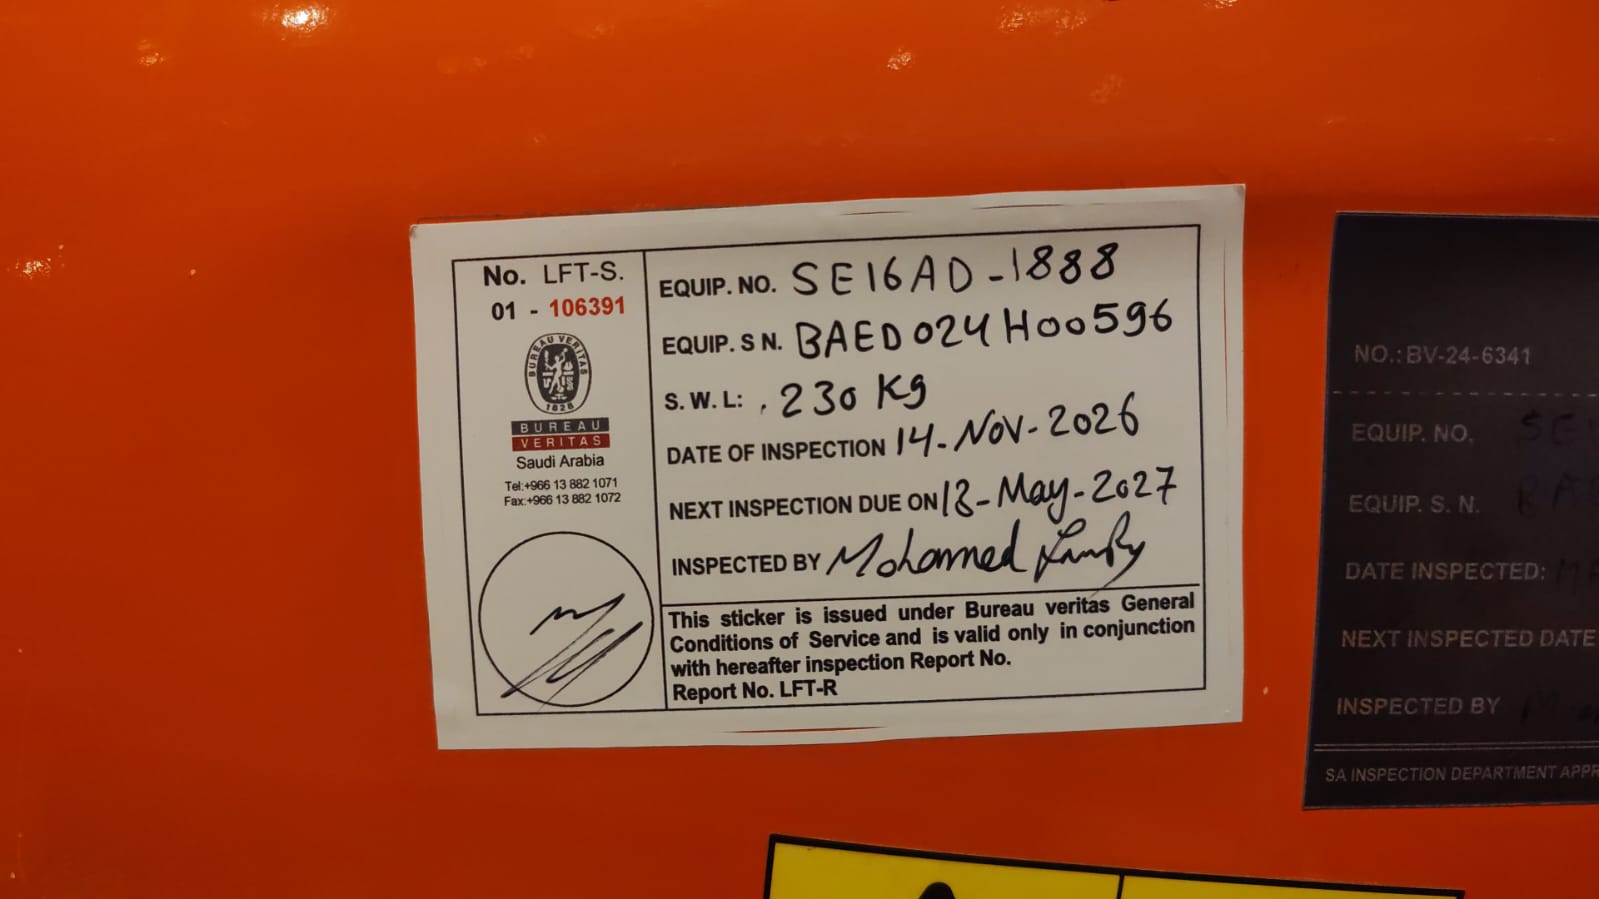 No. LFT-S.
01 - 106391
BUREAU VERITAS
1828
BUREAU
VERITAS
Saudi Arabia
Tel:+966 13 882 1071
Fax:+966 13 882 1072
EQUIP. NO. SE16AD-1888
EQUIP. S N. BAED024H00596
S. W. L: . 230 Kg
DATE OF INSPECTION 14-NOV-2026
NEXT INSPECTION DUE ON 13-May-2027
INSPECTED BY Mohamed
This sticker is issued under Bureau veritas General
Conditions of Service and is valid only in conjunction
with hereafter inspection Report No.
Report No. LFT-R
NO.: BV-24-6341
EQUIP. NO.
EQUIP. S. N.
DATE INSPECTED:
NEXT INSPECTED DATE
INSPECTED BY
SA INSPECTION DEPARTMENT